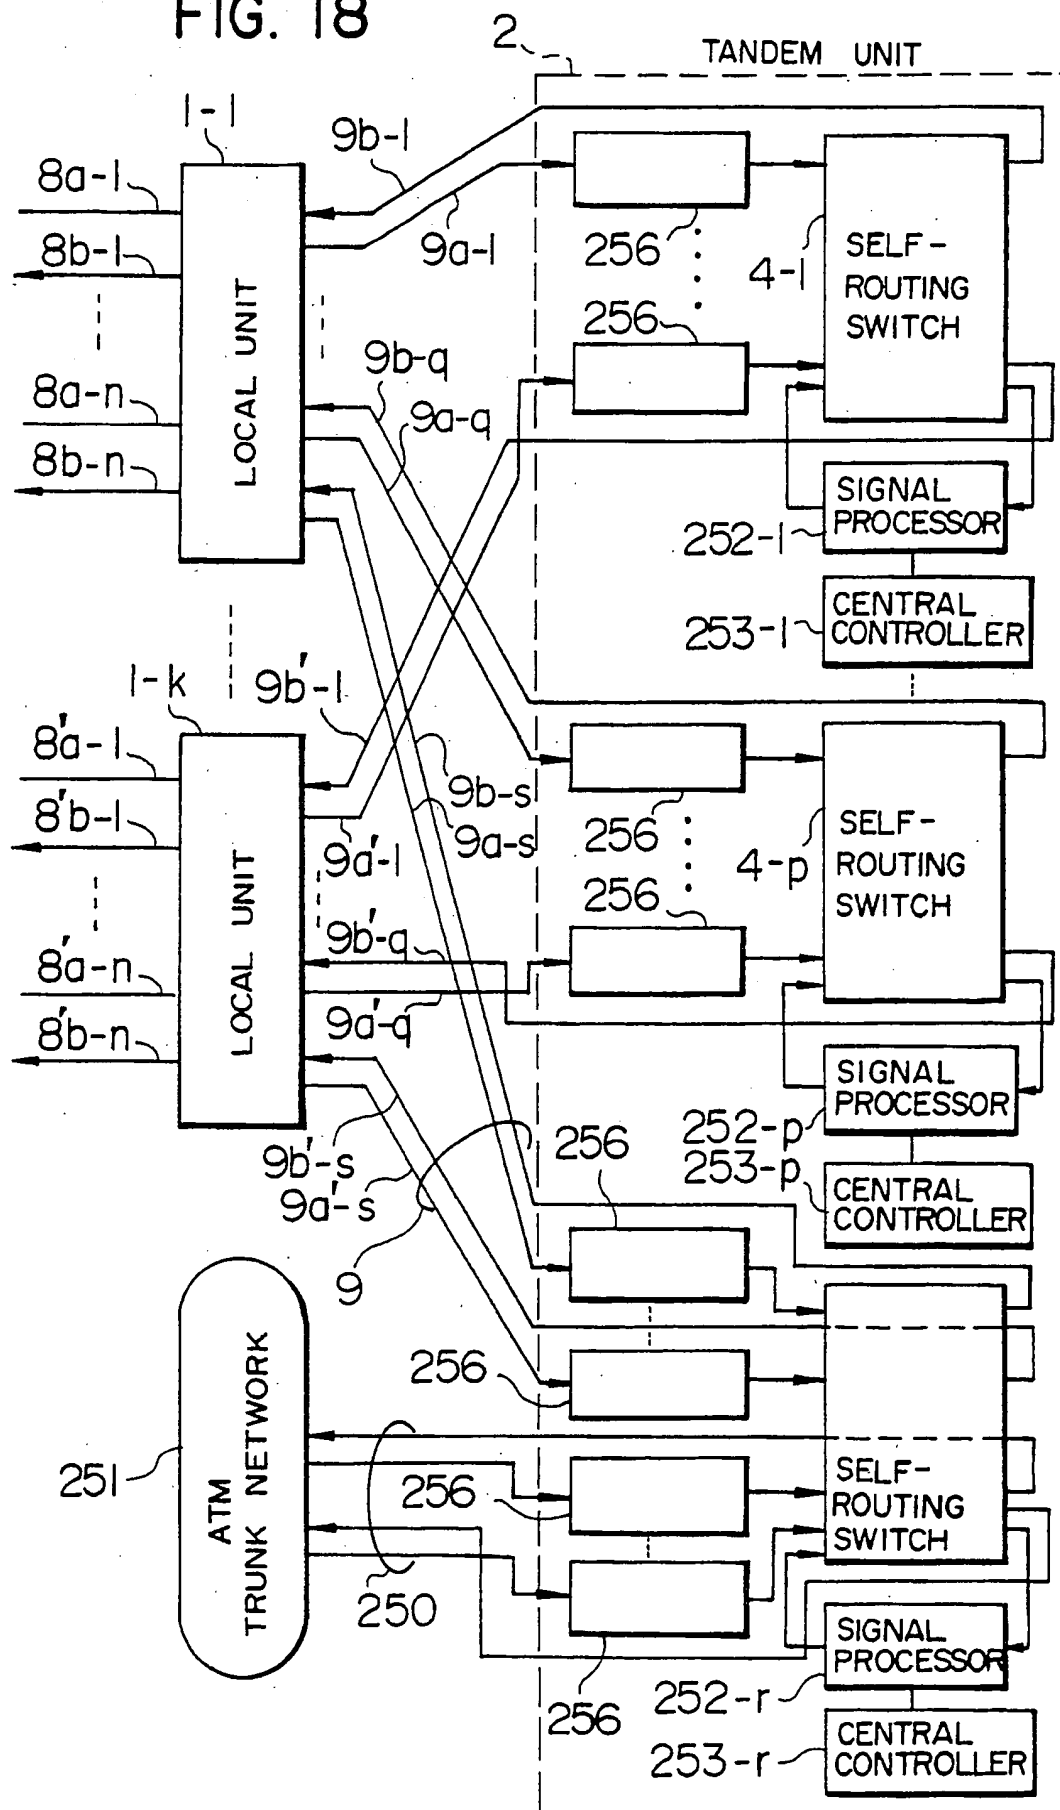 FIG. 18
2
TANDEM UNIT
1-1
9b-1
8a-1
9a-1
256
8b-1
4-1
SELF-
ROUTING
SWITCH
LOCAL UNIT
256
9b-q
8a-n
9a-q
8b-n
SIGNAL
PROCESSOR
252-1
CENTRAL
CONTROLLER
253-1
1-k
9b'-1
8'a-1
9b-s
8'b-1
9a-s
9a'-1
256
SELF-
ROUTING
SWITCH
4-p
LOCAL UNIT
256
9b'-q
8'a-n
9a'-q
8'b-n
SIGNAL
PROCESSOR
252-p
9b'-s
256
253-p
9a'-s
CENTRAL
CONTROLLER
9
256
ATM
TRUNK NETWORK
251
256
SELF-
ROUTING
SWITCH
250
SIGNAL
PROCESSOR
252-r
256
CENTRAL
CONTROLLER
253-r